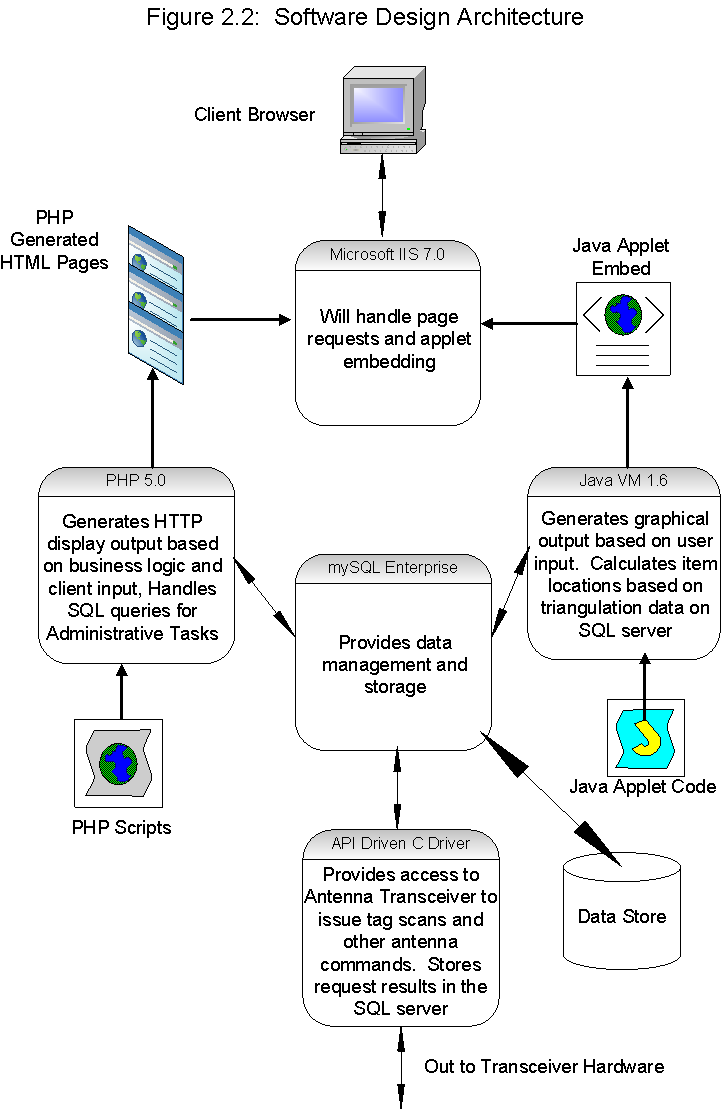 Figure 2.2:  Software Design Architecture
Client Browser
PHP
Generated
HTML Pages
Microsoft IIS 7.0
Will handle page
requests and applet
embedding
Java Applet
Embed
PHP 5.0
Generates HTTP
display output based
on business logic and
client input, Handles
SQL queries for
Administrative Tasks
mySQL Enterprise
Provides data
management and
storage
Java VM 1.6
Generates graphical
output based on user
input.  Calculates item
locations based on
triangulation data on
SQL server
PHP Scripts
Java Applet Code
API Driven C Driver
Provides access to
Antenna Transceiver to
issue tag scans and
other antenna
commands.  Stores
request results in the
SQL server
Data Store
Out to Transceiver Hardware